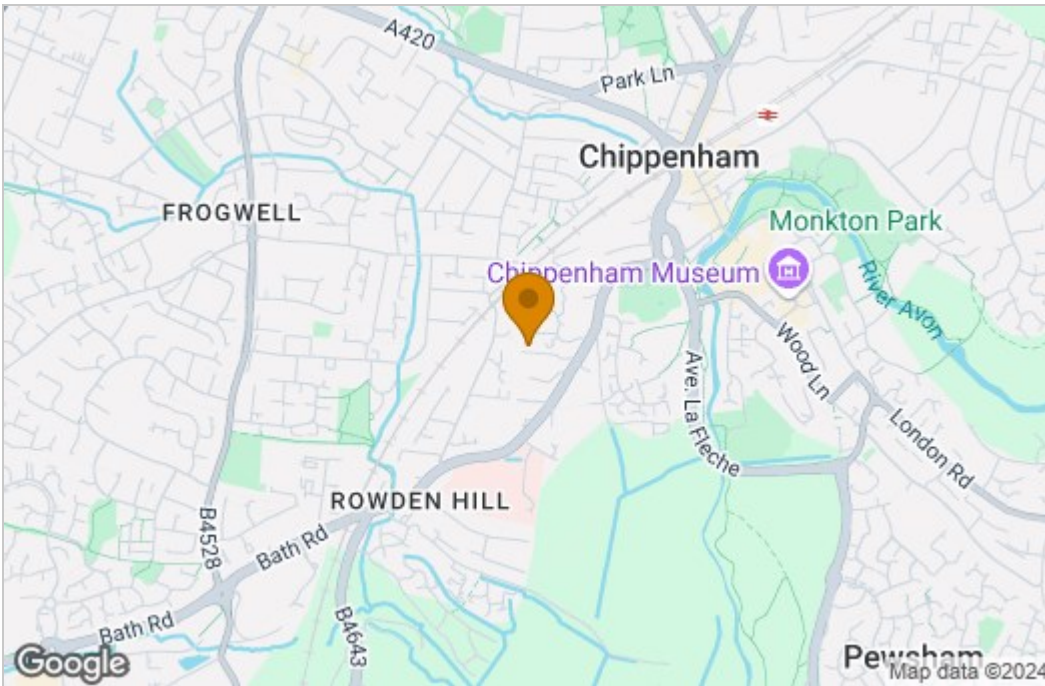 A420
Park Ln
Chippenham
FROGWELL
Monkton Park
Chippenham Museum
River Avon
Wood Ln
Ave. La Fleche
London Rd
ROWDEN HILL
B4528
Bath Rd
Bath Rd
B4643
Pewsham
Google
Map data ©2024